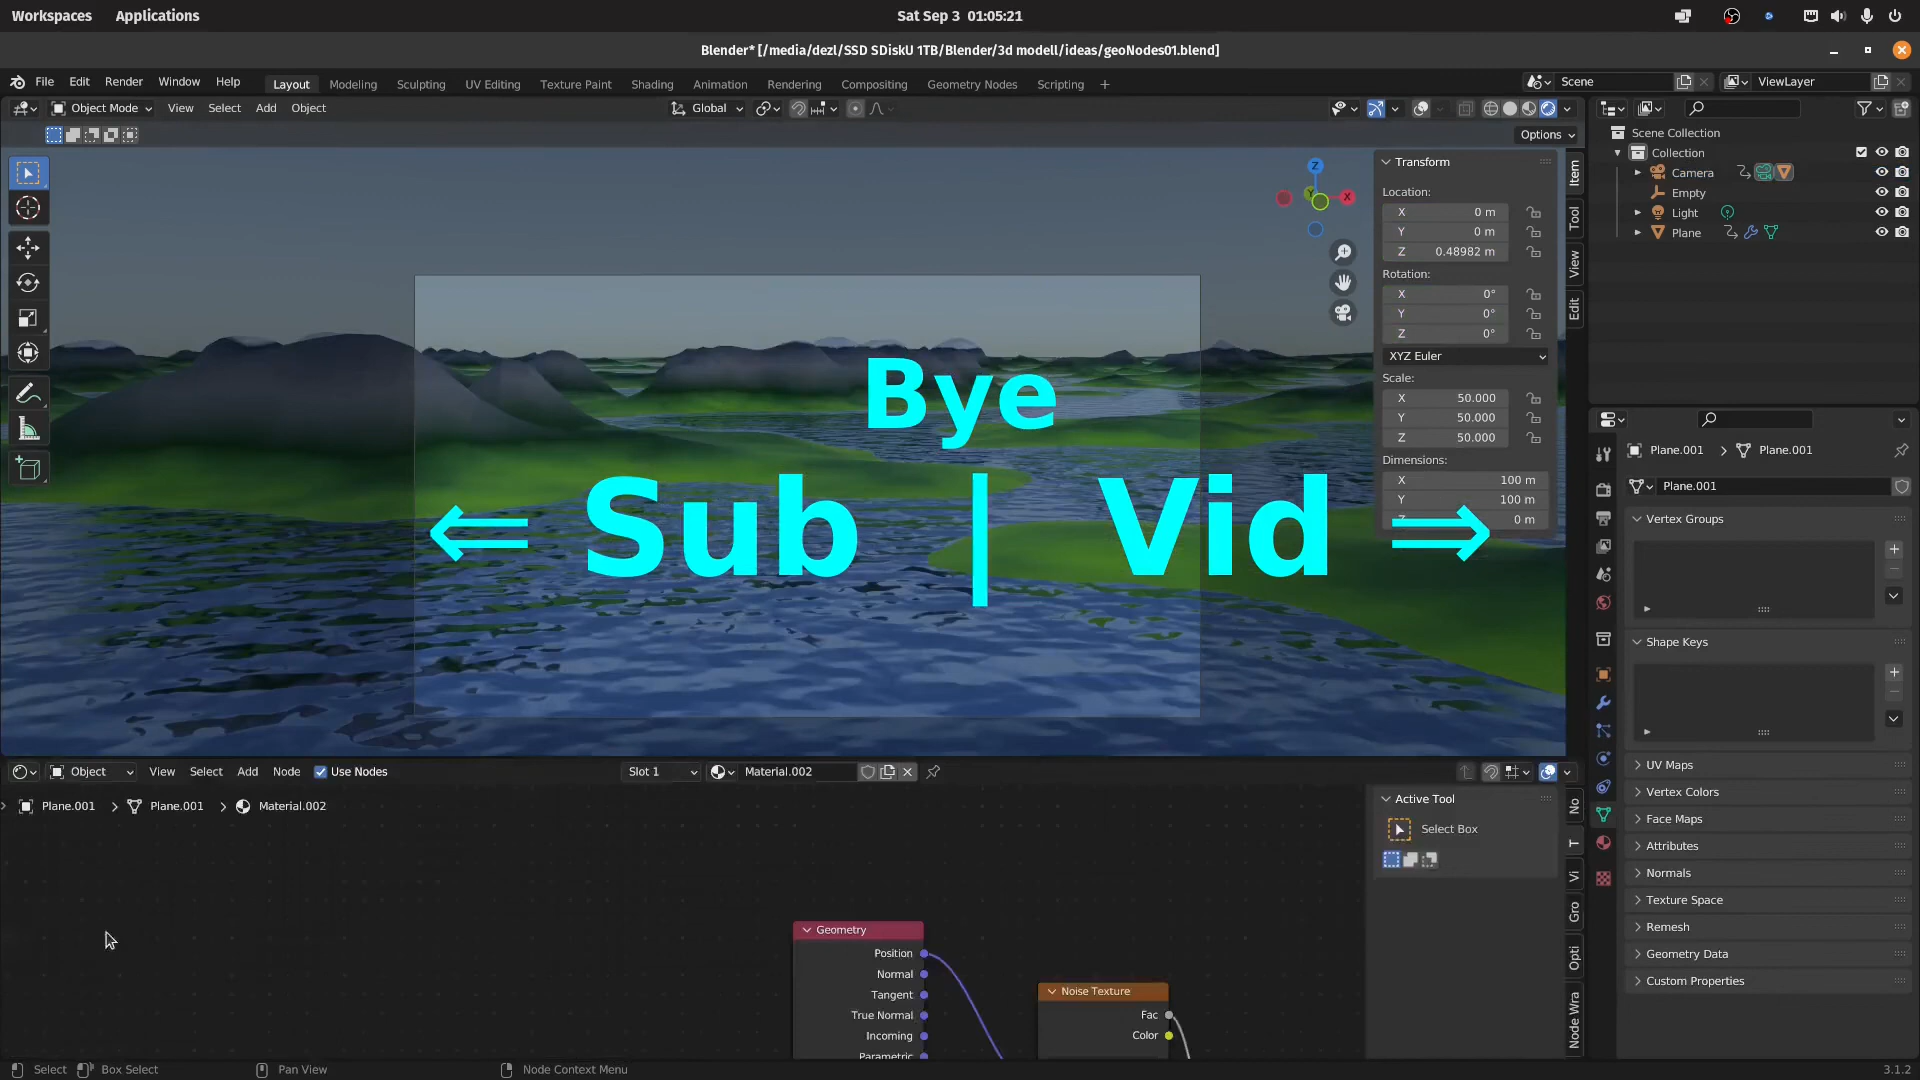 Workspaces Applications Sat Sep 3 01:05:21
Blender* [/media/dezl/SSD SDiskU 1TB/Blender/3d modell/ideas/geoNodes01.blend]
File Edit Render Window Help Layout Modeling Sculpting UV Editing Texture Paint Shading Animation Rendering Compositing Geometry Nodes Scripting + Scene ViewLayer
Object Mode View Select Add Object Global
Options
Transform
Location:
X 0 m
Y 0 m
Z 0.48982 m
Rotation:
X 0°
Y 0°
Z 0°
XYZ Euler
Scale:
X 50.000
Y 50.000
Z 50.000
Dimensions:
X 100 m
Y 100 m
0 m
Item
Tool
View
Edit
Z
Y
X
Bye
⇐ Sub | Vid ⇒
Scene Collection
Collection
Camera
Empty
Light
Plane
Plane.001 > Plane.001
Plane.001
Vertex Groups
Shape Keys
UV Maps
Vertex Colors
Face Maps
Attributes
Normals
Texture Space
Remesh
Geometry Data
Custom Properties
Object View Select Add Node Use Nodes Slot 1 Material.002
Plane.001 > Plane.001 > Material.002
Active Tool
Select Box
No
T
Vi
Gro
Opti
Node Wra
Geometry
Position
Normal
Tangent
True Normal
Incoming
Parametric
Noise Texture
Fac
Color
Select Box Select Pan View Node Context Menu 3.1.2